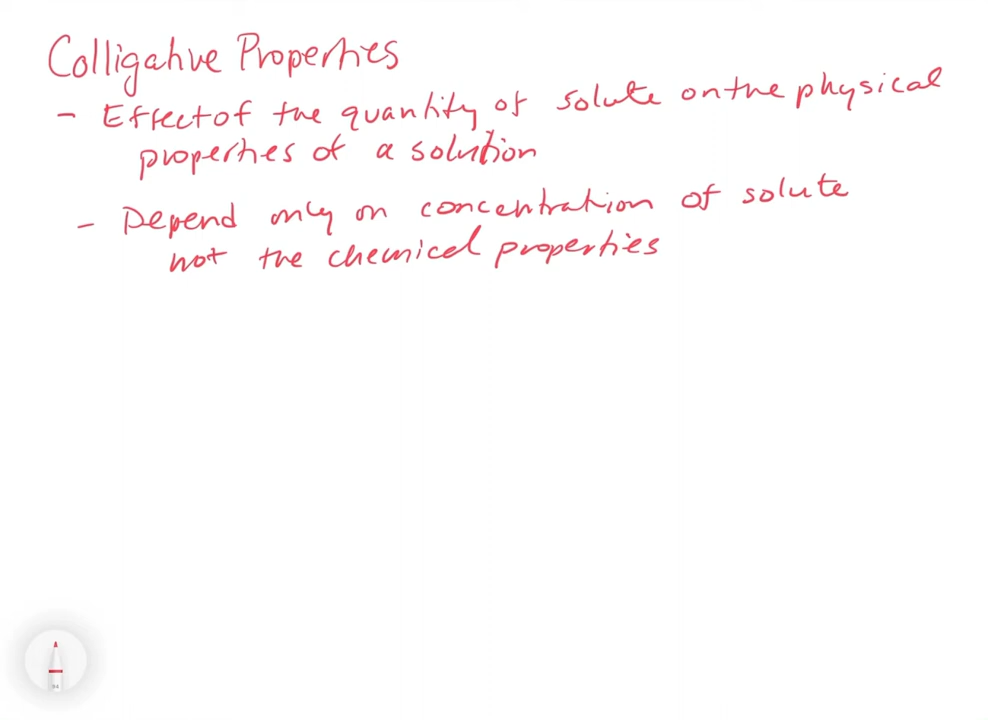 Colligative Properties
- Effect of the quantity of solute on the physical
properties of a solution
- Depend only on concentration of solute
not the chemical properties